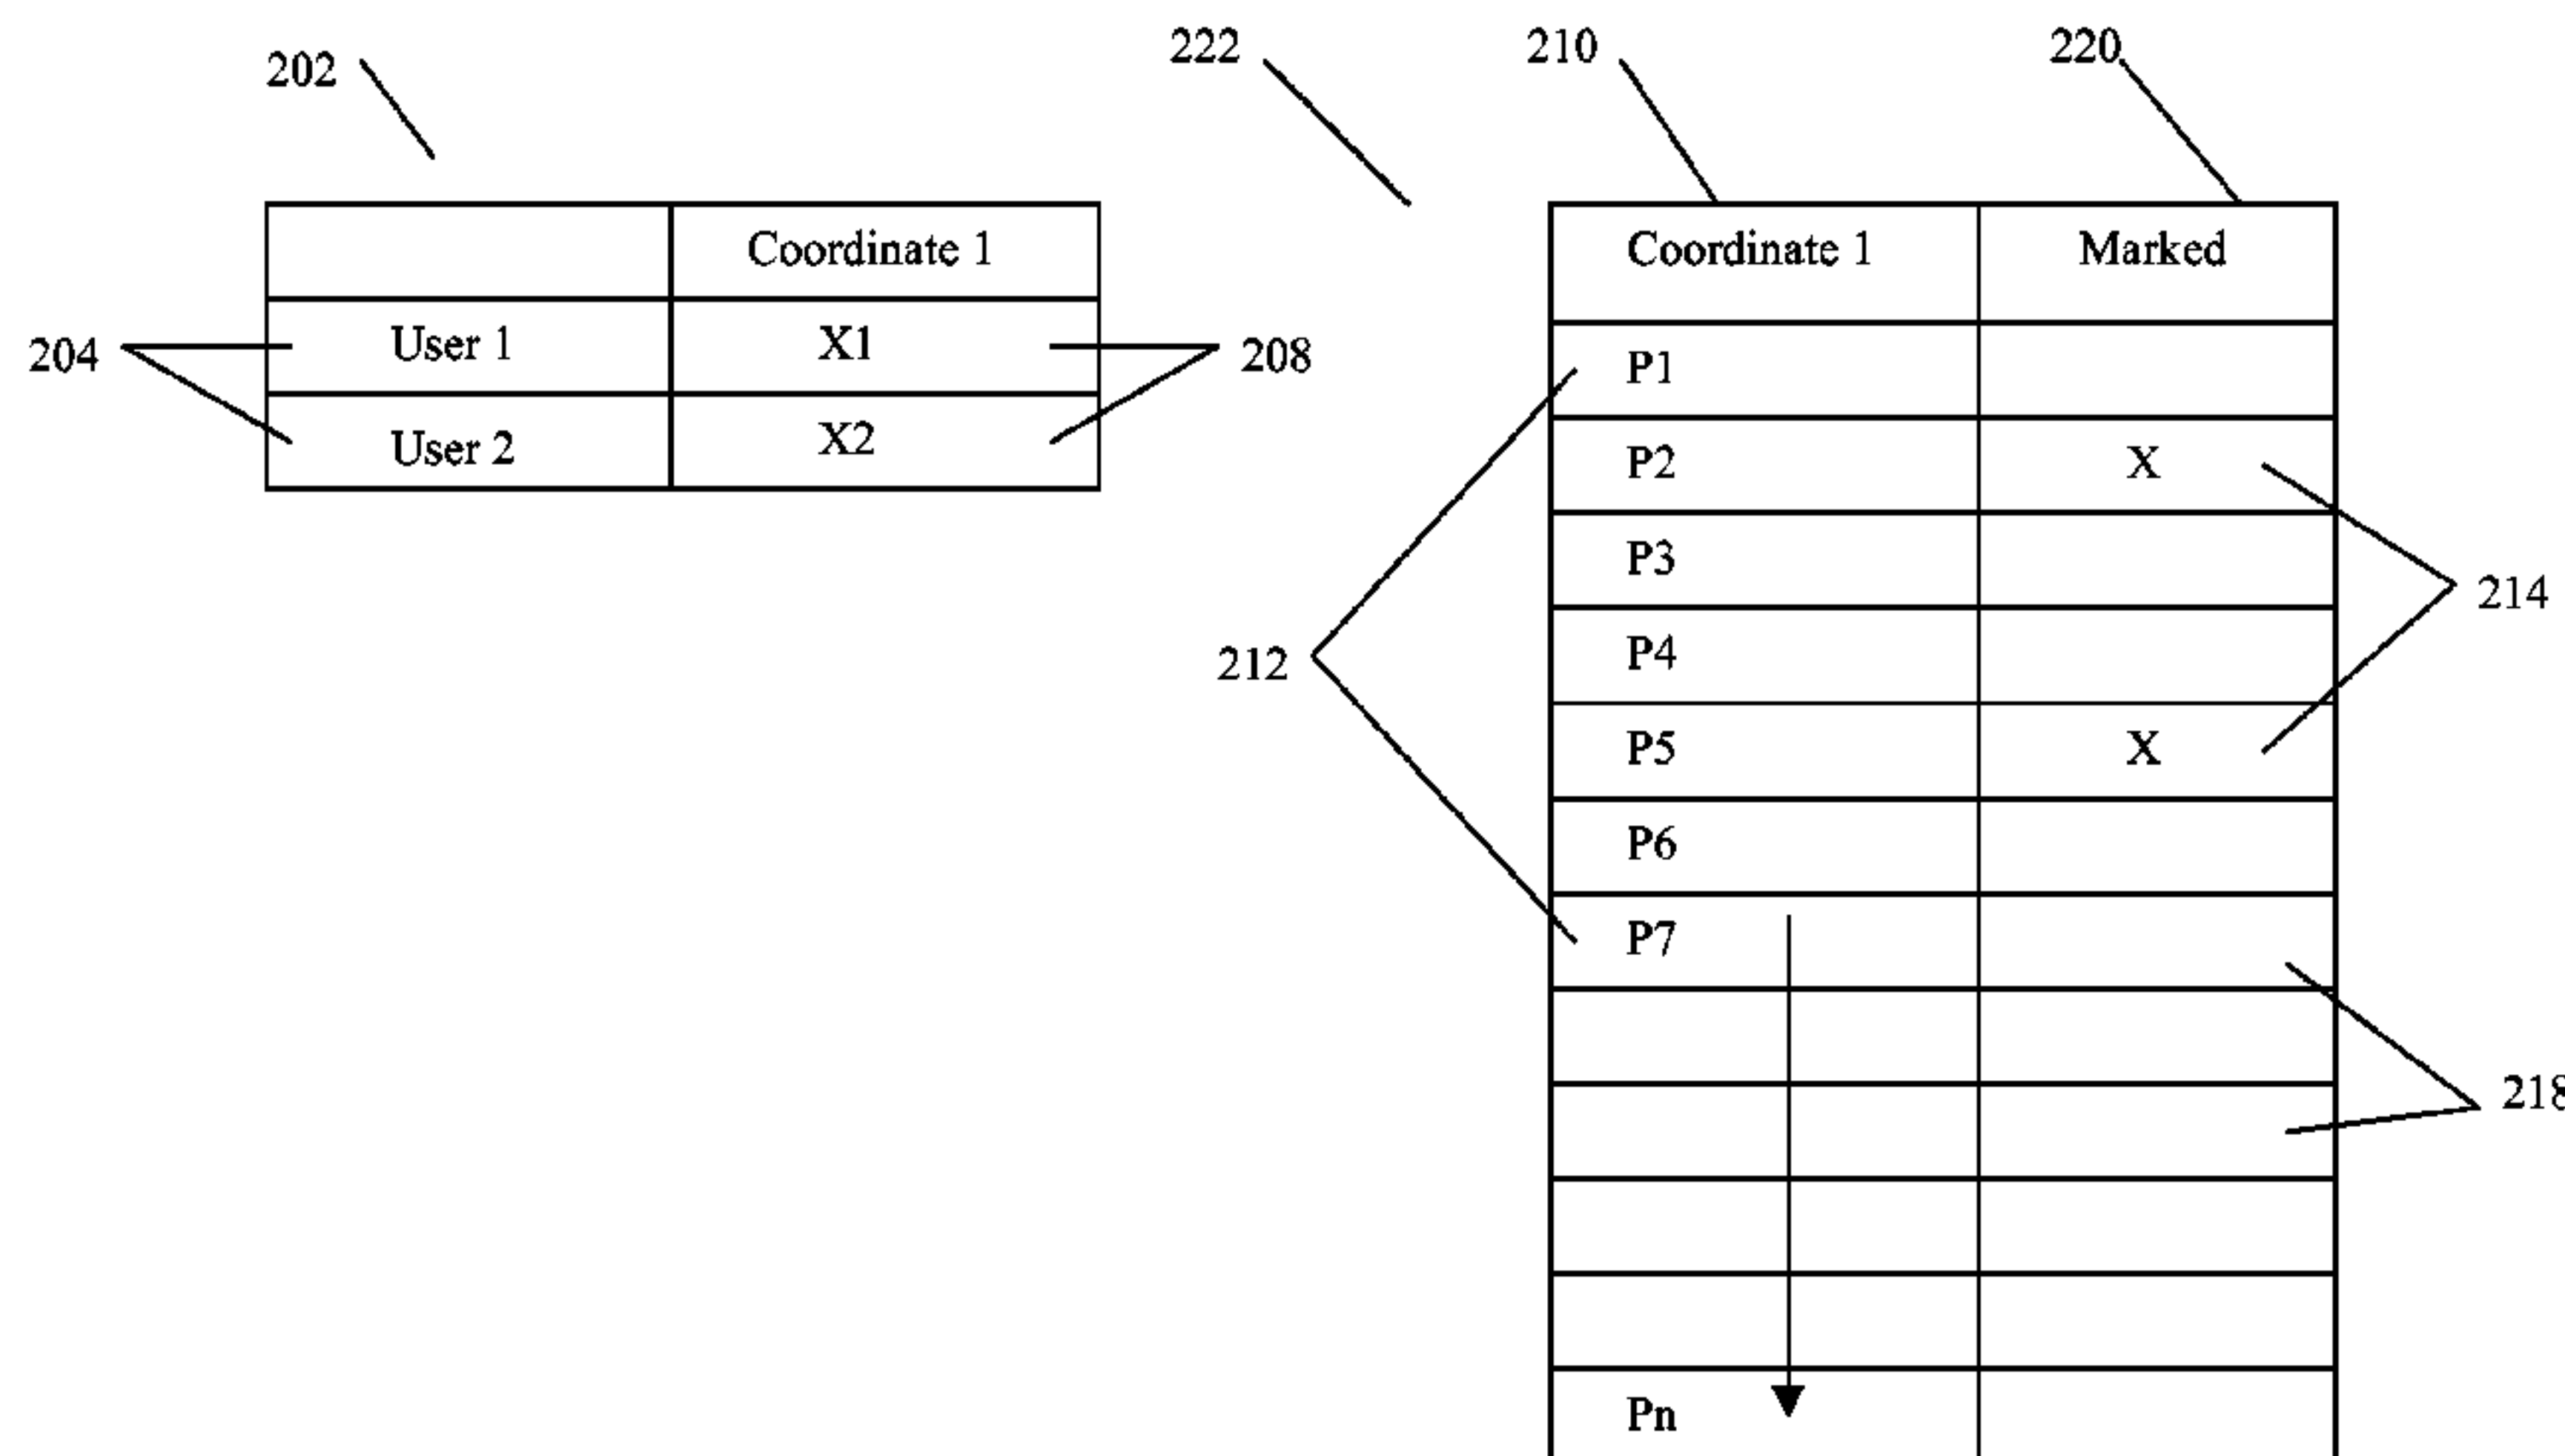 202
222
210
220
Coordinate 1
204
User 1
X1
208
User 2
X2
Coordinate 1
Marked
P1
P2
X
P3
214
P4
212
P5
X
P6
P7
218
Pn